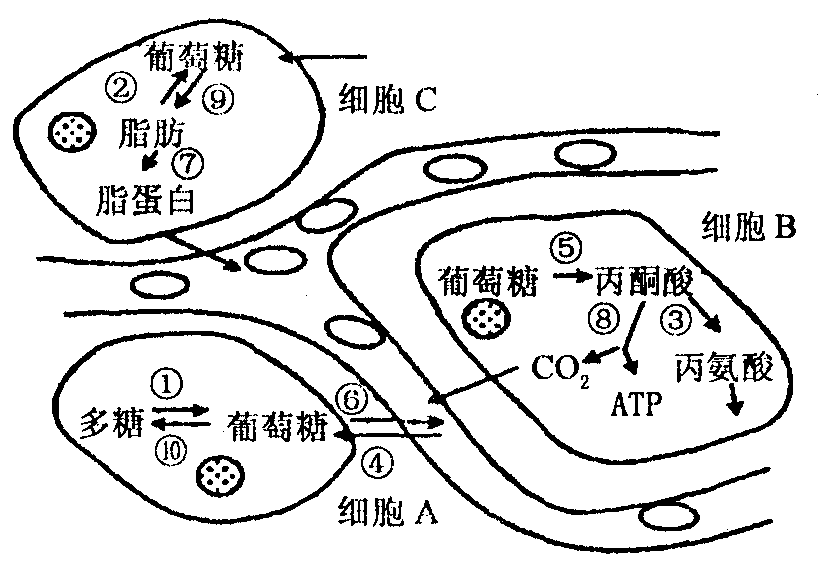 葡萄糖
② ⑨
细胞 C
脂肪
⑦
脂蛋白
细胞 B
⑤
葡萄糖 丙酮酸
⑧ ③
CO₂ 丙氨酸
ATP
① ⑥
多糖 葡萄糖
⑩ ④
细胞 A